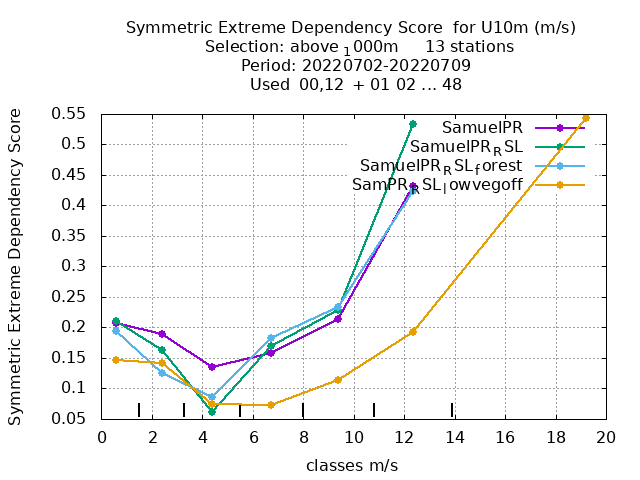 Symmetric Extreme Dependency Score for U10m (m/s)
Selection: above 1000m 13 stations
Period: 20220702-20220709
Used 00,12 + 01 02 ... 48
Symmetric Extreme Dependency Score
0.55
0.5
0.45
0.4
0.35
0.3
0.25
0.2
0.15
0.1
0.05
SamuelPR
SamuelPRRSL
SamuelPRRSLforest
SamPRRSLlowvegoff
0 2 4 6 8 10 12 14 16 18 20
classes m/s